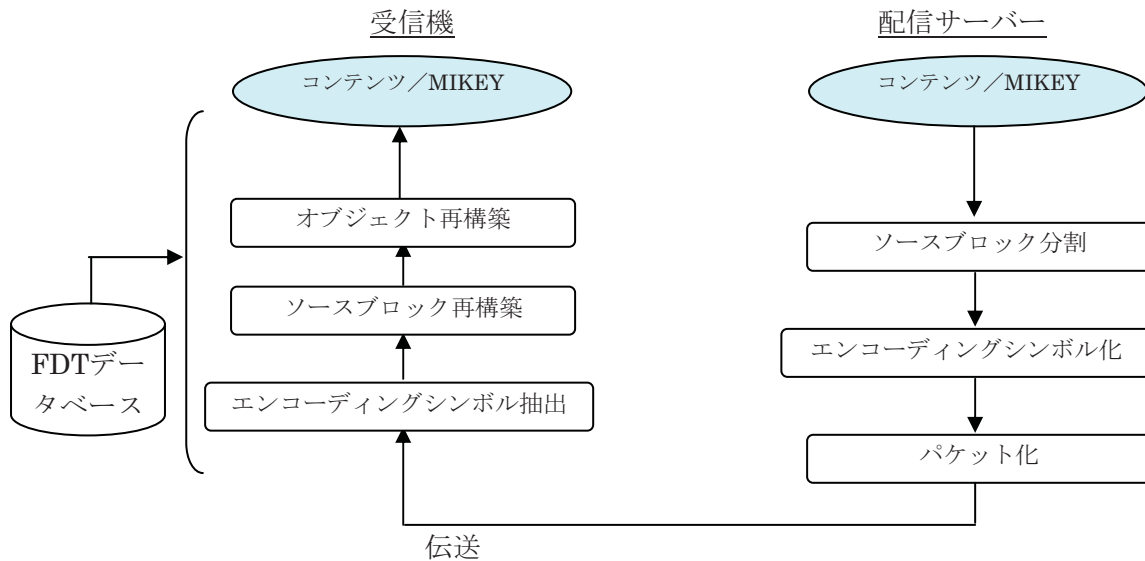 受信機
配信サーバー
コンテンツ／MIKEY
コンテンツ／MIKEY
オブジェクト再構築
ソースブロック分割
ソースブロック再構築
エンコーディングシンボル化
FDTデー
タベース
エンコーディングシンボル抽出
パケット化
伝送